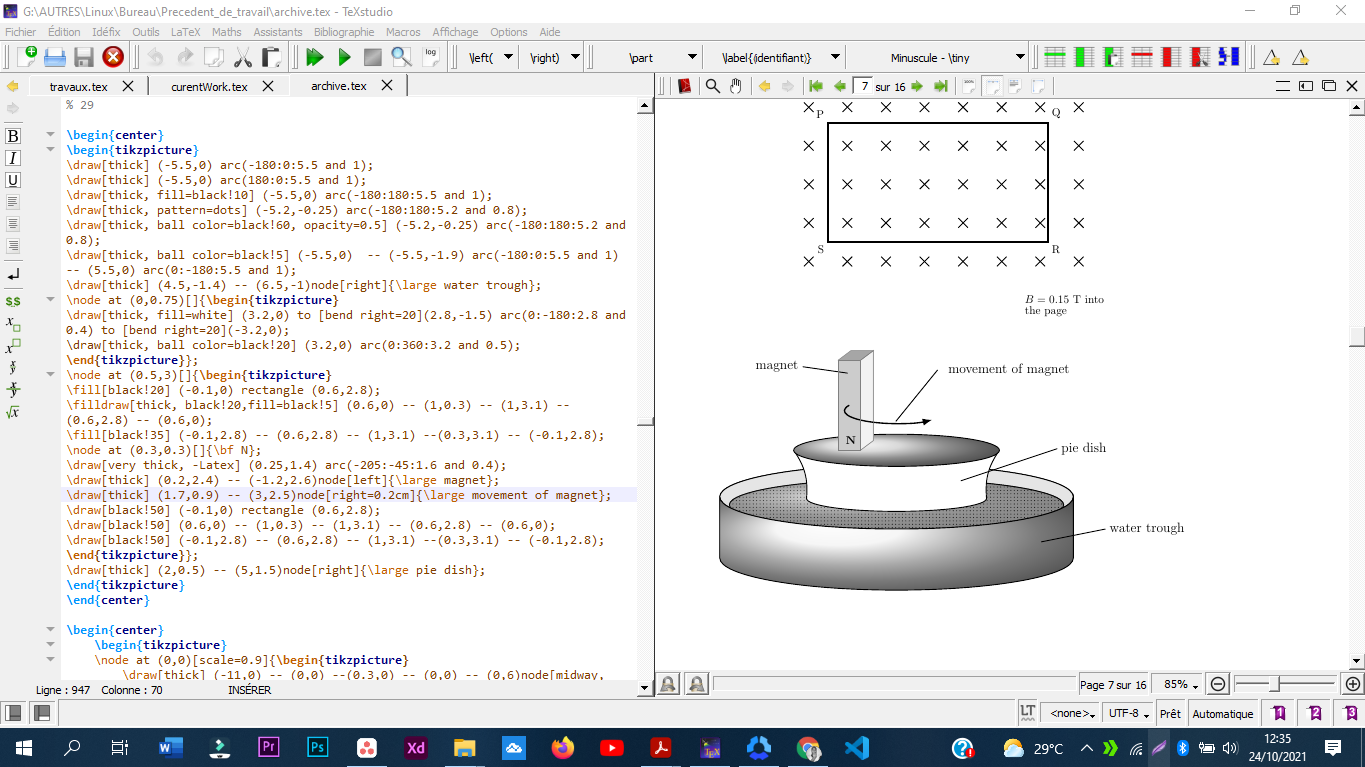 G:\AUTRES\Linux\Bureau\Precedent_de_travail\archive.tex - TeXstudio
Fichier Édition Idéfix Outils LaTeX Maths Assistants Bibliographie Macros Affichage Options Aide
log \left( \right) \part \label{(identifiant)} Minuscule - \tiny
travaux.tex curentWork.tex archive.tex
7 sur 16
% 29
\begin{center}
\begin{tikzpicture}
\draw[thick] (-5.5,0) arc(-180:0:5.5 and 1);
\draw[thick] (-5.5,0) arc(180:0:5.5 and 1);
\draw[thick, fill=black!10] (-5.5,0) arc(-180:180:5.5 and 1);
\draw[thick, pattern=dots] (-5.2,-0.25) arc(-180:180:5.2 and 0.8);
\draw[thick, ball color=black!60, opacity=0.5] (-5.2,-0.25) arc(-180:180:5.2 and
0.8);
\draw[thick, ball color=black!5] (-5.5,0)  -- (-5.5,-1.9) arc(-180:0:5.5 and 1)
-- (5.5,0) arc(0:-180:5.5 and 1);
\draw[thick] (4.5,-1.4) -- (6.5,-1)node[right]{\large water trough};
\node at (0,0.75)[]{\begin{tikzpicture}
\draw[thick, fill=white] (3.2,0) to [bend right=20](2.8,-1.5) arc(0:-180:2.8 and
0.4) to [bend right=20](-3.2,0);
\draw[thick, ball color=black!20] (3.2,0) arc(0:360:3.2 and 0.5);
\end{tikzpicture}};
\node at (0.5,3)[]{\begin{tikzpicture}
\fill[black!20] (-0.1,0) rectangle (0.6,2.8);
\filldraw[thick, black!20,fill=black!5] (0.6,0) -- (1,0.3) -- (1,3.1) --
(0.6,2.8) -- (0.6,0);
\fill[black!35] (-0.1,2.8) -- (0.6,2.8) -- (1,3.1) --(0.3,3.1) -- (-0.1,2.8);
\node at (0.3,0.3)[]{\bf N};
\draw[very thick, -Latex] (0.25,1.4) arc(-205:-45:1.6 and 0.4);
\draw[thick] (0.2,2.4) -- (-1.2,2.6)node[left]{\large magnet};
\draw[thick] (1.7,0.9) -- (3,2.5)node[right=0.2cm]{\large movement of magnet};
\draw[black!50] (-0.1,0) rectangle (0.6,2.8);
\draw[black!50] (0.6,0) -- (1,0.3) -- (1,3.1) -- (0.6,2.8) -- (0.6,0);
\draw[black!50] (-0.1,2.8) -- (0.6,2.8) -- (1,3.1) --(0.3,3.1) -- (-0.1,2.8);
\end{tikzpicture}};
\draw[thick] (2,0.5) -- (5,1.5)node[right]{\large pie dish};
\end{tikzpicture}
\end{center}
\begin{center}
\begin{tikzpicture}
\node at (0,0)[scale=0.9]{\begin{tikzpicture}
\draw[thick] (-11,0) -- (0,0) --(0.3,0) -- (0,0) -- (0,6)node[midway,
P Q
S R
B = 0.15 T into
the page
magnet
movement of magnet
N
pie dish
water trough
Page 7 sur 16 85%
Ligne : 947 Colonne : 70 INSÉRER
LT <none> UTF-8 Prêt Automatique 1 2 3
29°C
12:35
24/10/2021